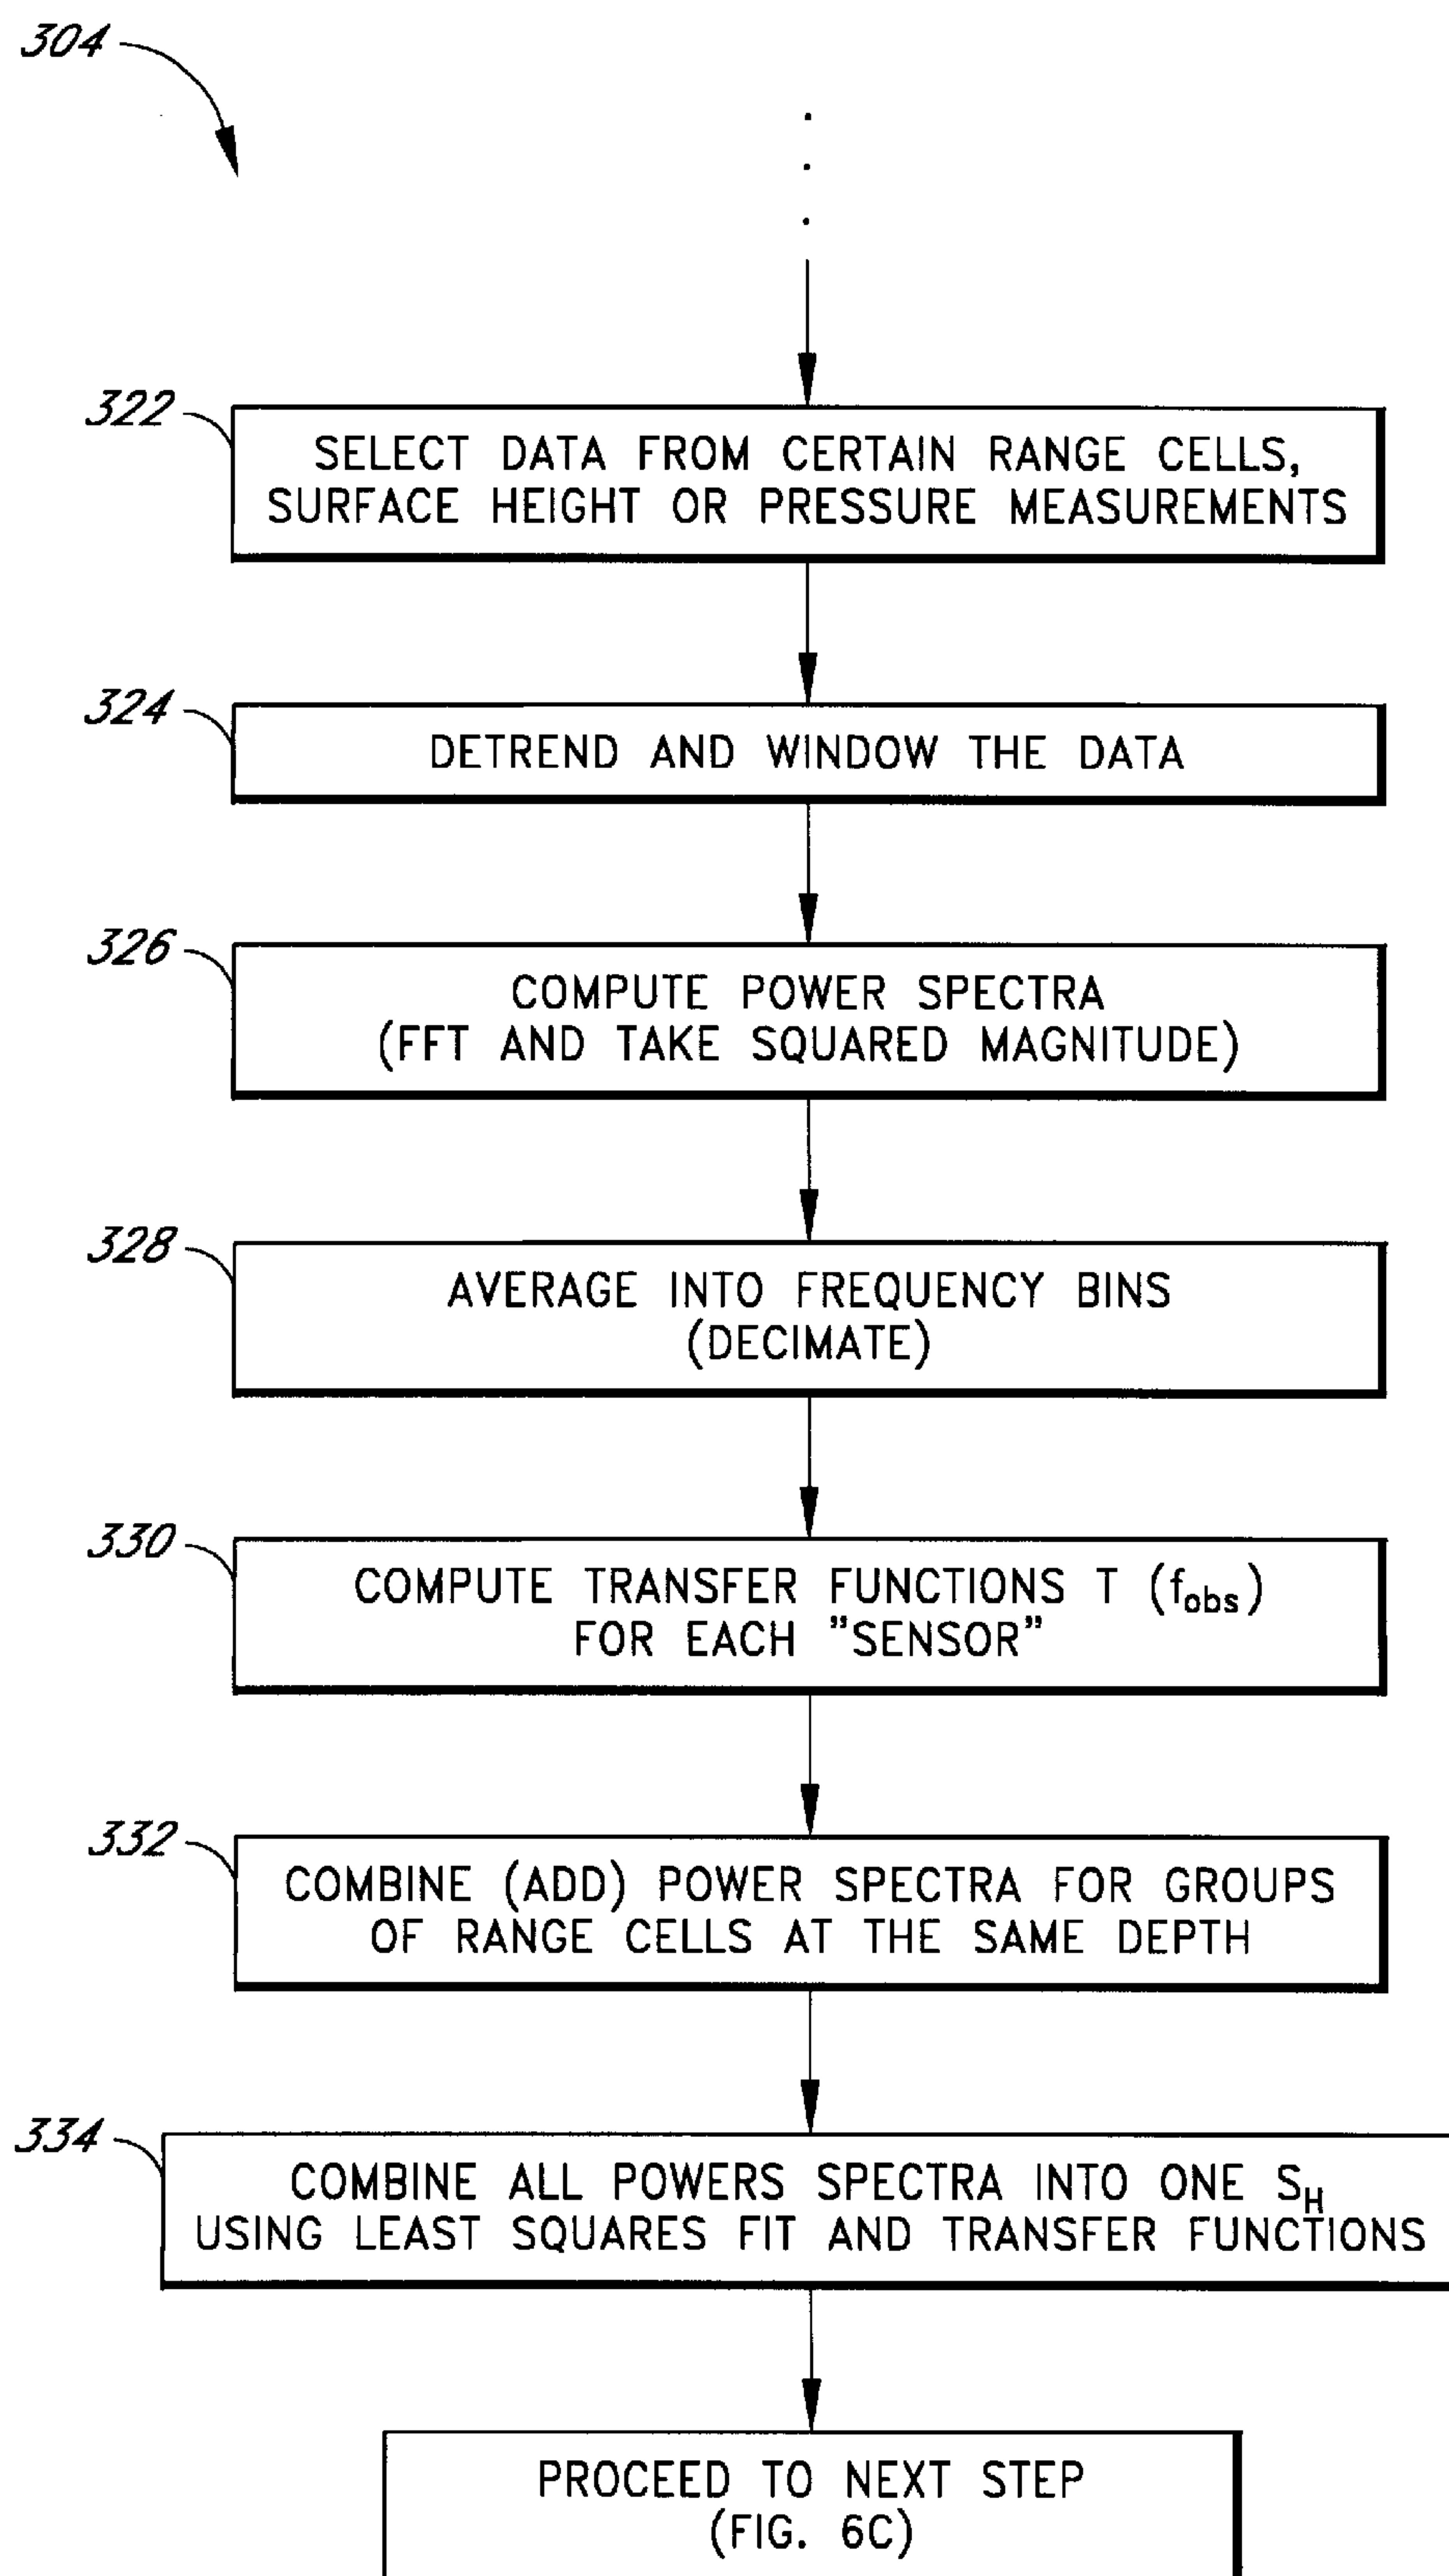 304
322
SELECT DATA FROM CERTAIN RANGE CELLS,
SURFACE HEIGHT OR PRESSURE MEASUREMENTS
324
DETREND AND WINDOW THE DATA
326
COMPUTE POWER SPECTRA
(FFT AND TAKE SQUARED MAGNITUDE)
328
AVERAGE INTO FREQUENCY BINS
(DECIMATE)
330
COMPUTE TRANSFER FUNCTIONS T (fobs)
FOR EACH "SENSOR"
332
COMBINE (ADD) POWER SPECTRA FOR GROUPS
OF RANGE CELLS AT THE SAME DEPTH
334
COMBINE ALL POWERS SPECTRA INTO ONE SH
USING LEAST SQUARES FIT AND TRANSFER FUNCTIONS
PROCEED TO NEXT STEP
(FIG. 6C)